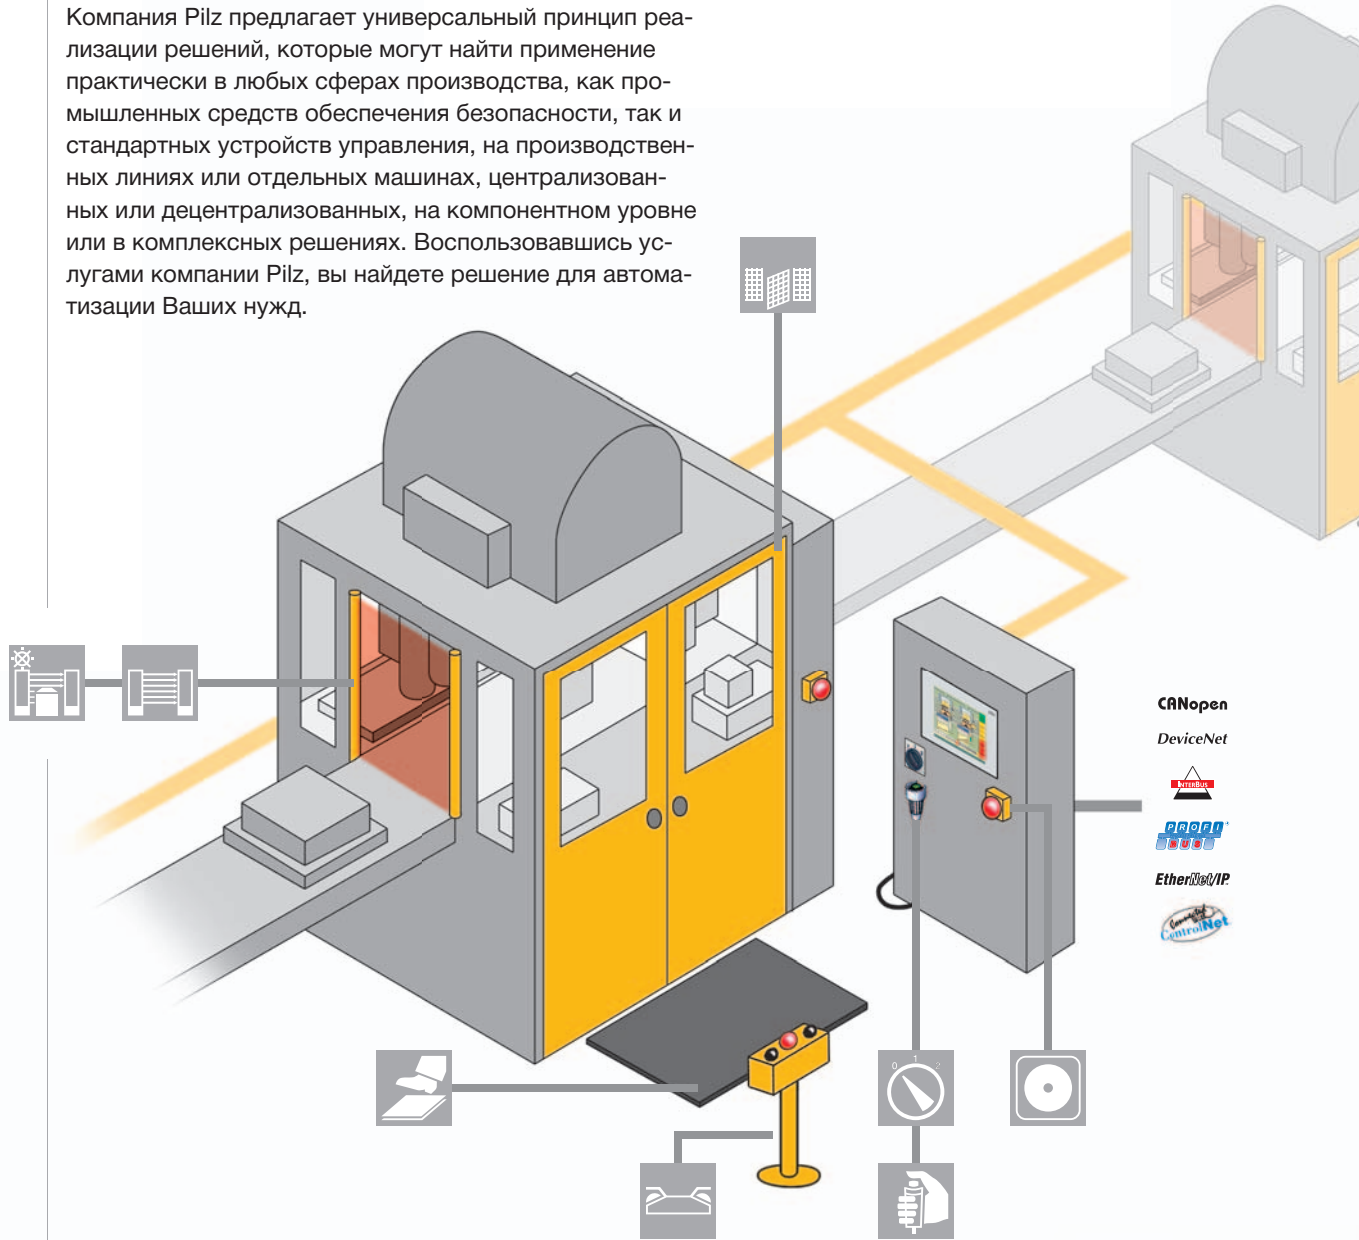 Компания Pilz предлагает универсальный принцип реа-
лизации решений, которые могут найти применение
практически в любых сферах производства, как про-
мышленных средств обеспечения безопасности, так и
стандартных устройств управления, на производствен-
ных линиях или отдельных машинах, централизован-
ных или децентрализованных, на компонентном уровне
или в комплексных решениях. Воспользовавшись ус-
лугами компании Pilz, вы найдете решение для автома-
тизации Ваших нужд.
CANopen
DeviceNet
INTERBUS
PROFI
BUS
EtherNet/IP
ControlNet
0 1 2